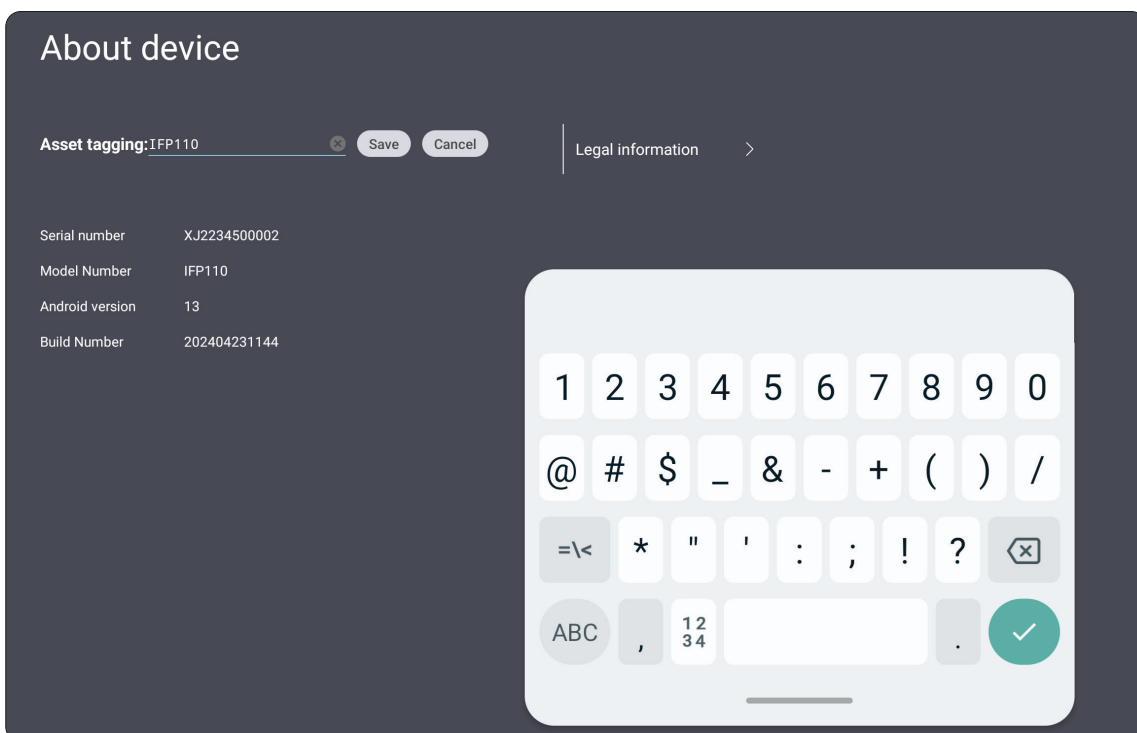 About device
Asset tagging:IFP110 Save Cancel
Legal information
Serial number XJ2234500002
Model Number IFP110
Android version 13
Build Number 202404231144
1 2 3 4 5 6 7 8 9 0
@ # $ _ & - + ( ) /
=\< * " ' : ; ! ?
ABC , 12 .
34